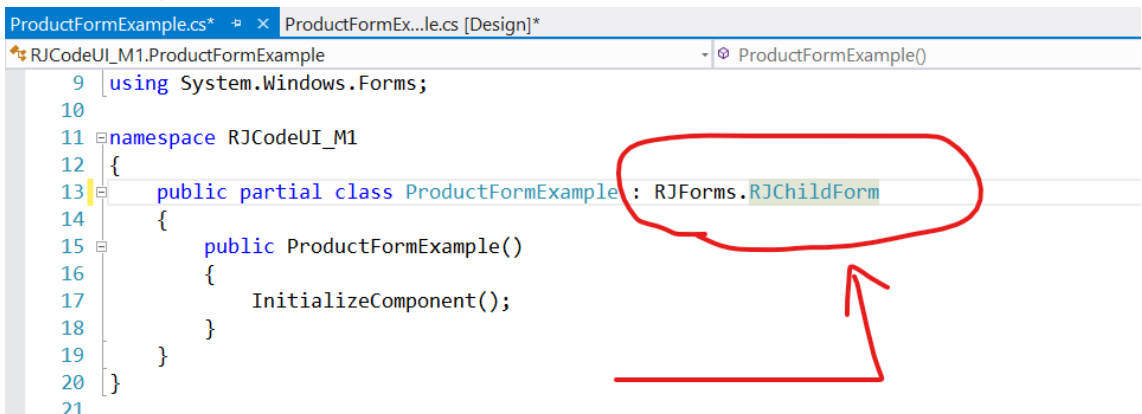 ProductFormExample.cs* ProductFormEx...le.cs [Design]*
RJCodeUI_M1.ProductFormExample ProductFormExample()
9 using System.Windows.Forms;
10
11 namespace RJCodeUI_M1
12 {
13 public partial class ProductFormExample : RJForms.RJChildForm
14 {
15 public ProductFormExample()
16 {
17 InitializeComponent();
18 }
19 }
20 }
21